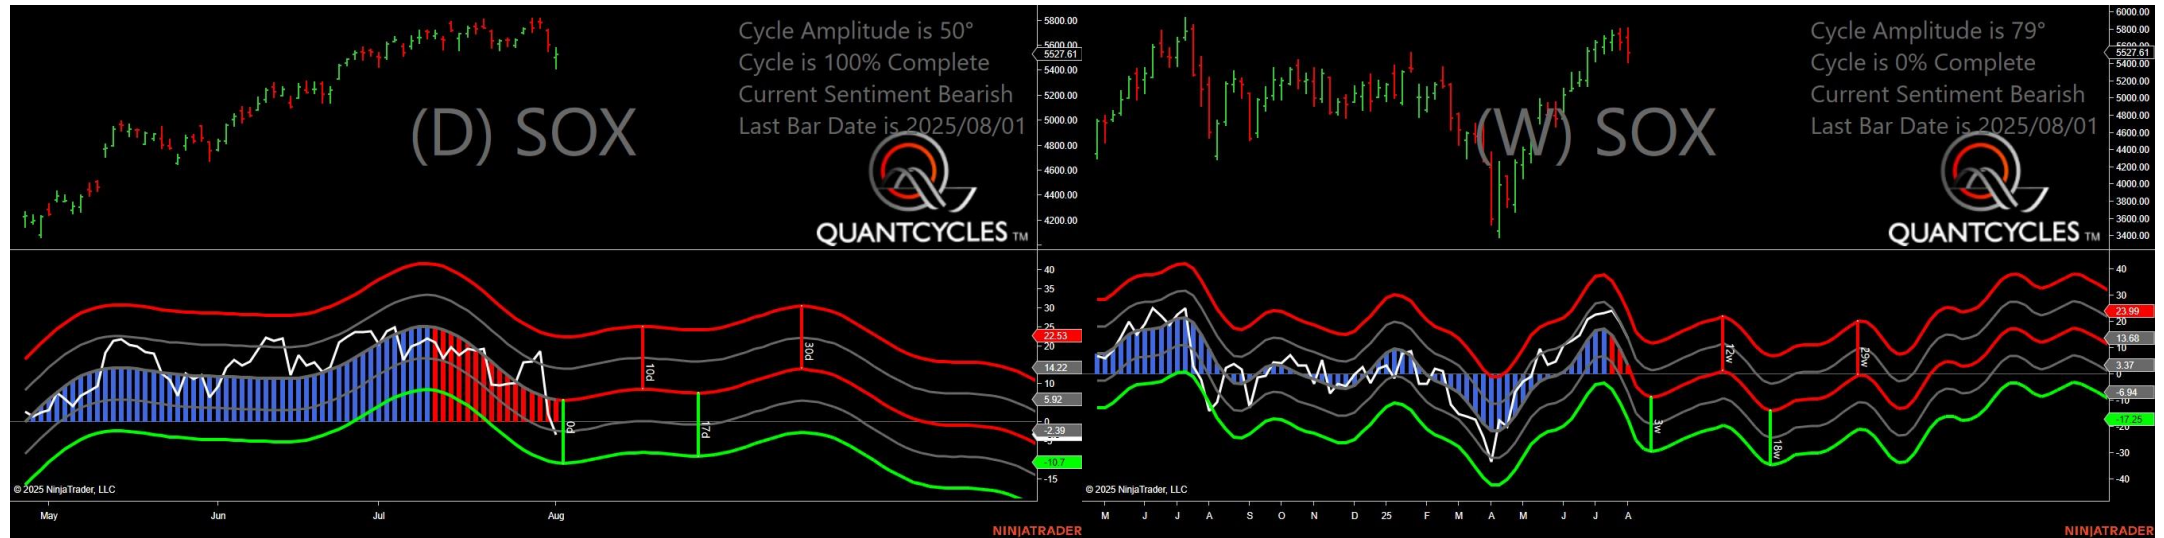 Cycle Amplitude is 50°
Cycle is 100% Complete
Current Sentiment Bearish
Last Bar Date is 2025/08/01
(D) SOX
QUANTCYCLES TM
5800.00
5600.00
5527.61
5400.00
5200.00
5000.00
4800.00
4600.00
4400.00
4200.00
40
35
30
25
22.53
20
14.22
10
5.92
0
-2.39
-10.7
-15
0d
10d
17d
30d
© 2025 NinjaTrader, LLC
May
Jun
Jul
Aug
NINJATRADER
Cycle Amplitude is 79°
Cycle is 0% Complete
Current Sentiment Bearish
Last Bar Date is 2025/08/01
(W) SOX
QUANTCYCLES TM
6000.00
5527.61
5400.00
5200.00
5000.00
4800.00
4600.00
4400.00
4200.00
4000.00
3800.00
3600.00
3400.00
40
30
23.99
20
13.68
10
3.37
0
-6.94
-10
-17.25
-20
-30
-40
3w
12w
18w
29w
© 2025 NinjaTrader, LLC
M
J
J
A
S
O
N
D
25
F
M
A
M
J
J
A
NINJATRADER